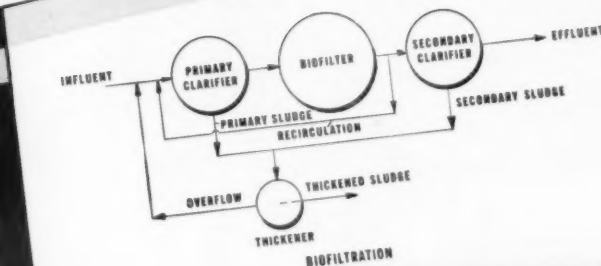 INFLUENT
PRIMARY
CLARIFIER
BIOFILTER
SECONDARY
CLARIFIER
EFFLUENT
PRIMARY SLUDGE
RECIRCULATION
SECONDARY SLUDGE
OVERFLOW
THICKENED SLUDGE
THICKENER
BIOFILTRATION